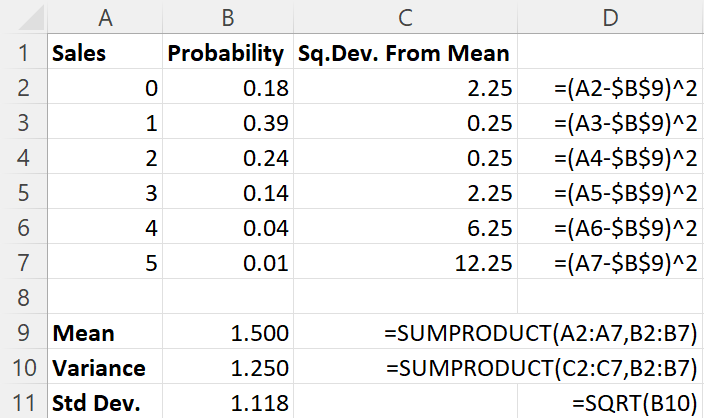 A B C D
1 Sales Probability Sq.Dev. From Mean
2 0 0.18 2.25 =(A2-$B$9)^2
3 1 0.39 0.25 =(A3-$B$9)^2
4 2 0.24 0.25 =(A4-$B$9)^2
5 3 0.14 2.25 =(A5-$B$9)^2
6 4 0.04 6.25 =(A6-$B$9)^2
7 5 0.01 12.25 =(A7-$B$9)^2
8
9 Mean 1.500 =SUMPRODUCT(A2:A7,B2:B7)
10 Variance 1.250 =SUMPRODUCT(C2:C7,B2:B7)
11 Std Dev. 1.118 =SQRT(B10)